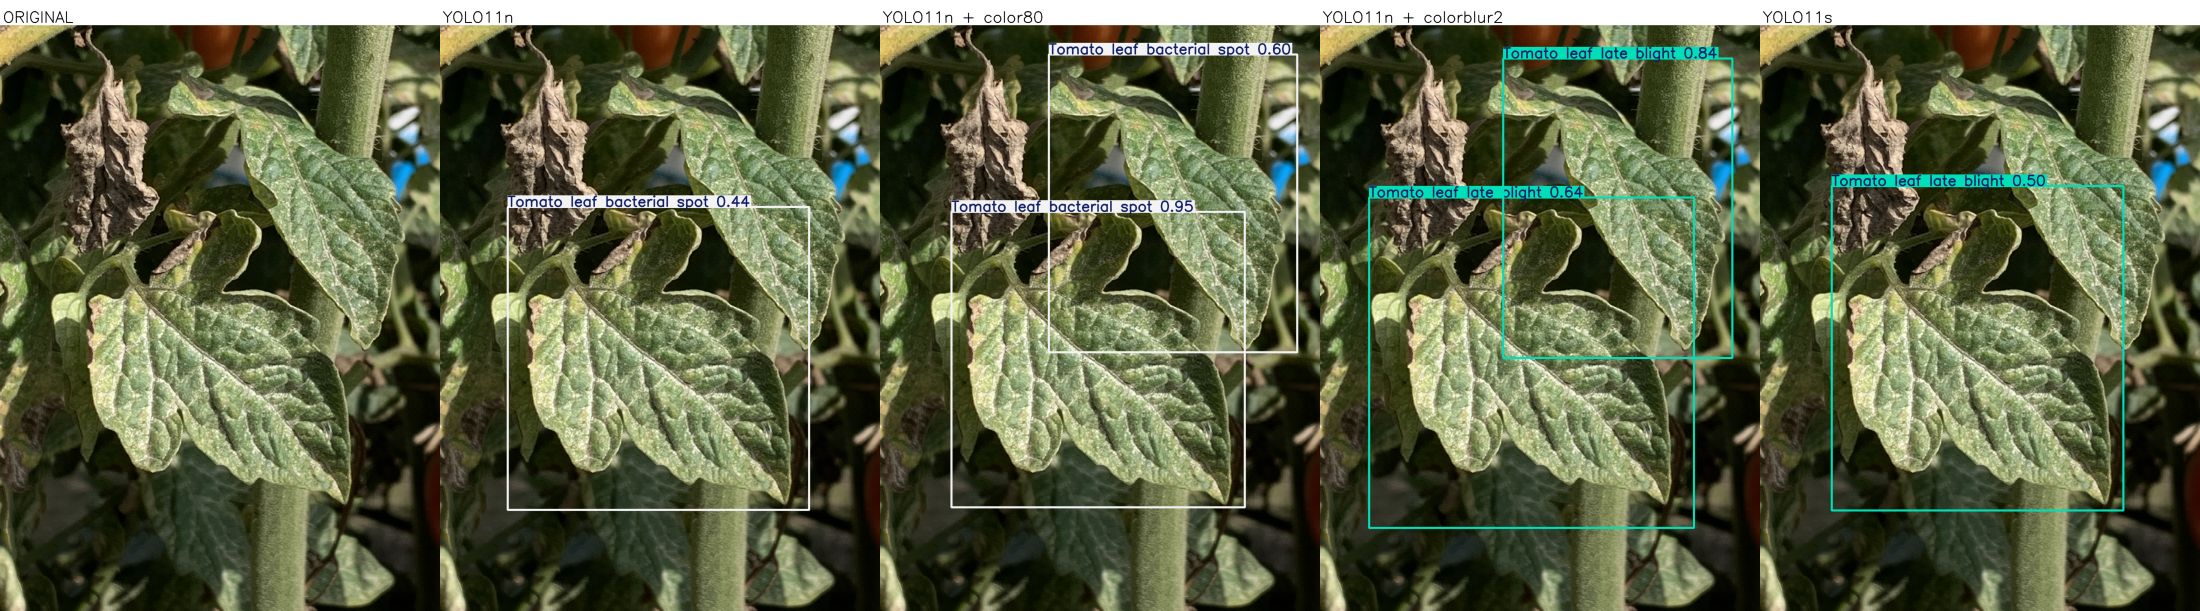 ORIGINAL
YOLO11n
YOLO11n + color80
YOLO11n + colorblur2
YOLO11s
Tomato leaf bacterial spot 0.44
Tomato leaf bacterial spot 0.60
Tomato leaf bacterial spot 0.95
Tomato leaf late blight 0.84
Tomato leaf late blight 0.64
Tomato leaf late blight 0.50